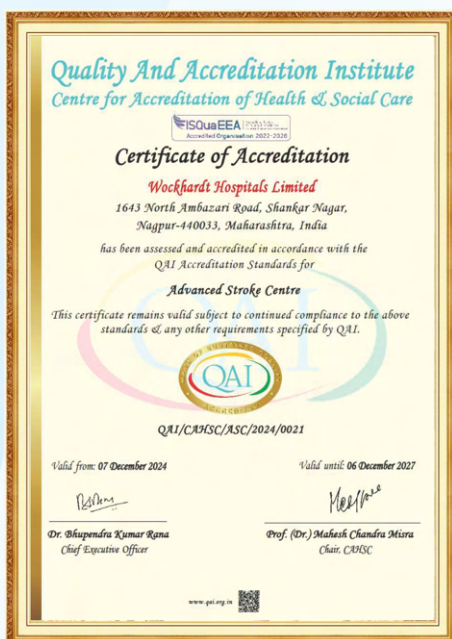 Quality And Accreditation Institute
Centre for Accreditation of Health & Social Care
ISQuaEEA
Accredited Organisation 2022-2026
Certificate of Accreditation
Wockhardt Hospitals Limited
1643 North Ambazari Road, Shankar Nagar,
Nagpur-440033, Maharashtra, India
has been assessed and accredited in accordance with the
QAI Accreditation Standards for
Advanced Stroke Centre
This certificate remains valid subject to continued compliance to the above
standards & any other requirements specified by QAI.
QAI
QAI/CAHSC/ASC/2024/0021
Valid from: 07 December 2024
Valid until: 06 December 2027
Dr. Bhupendra Kumar Rana
Prof. (Dr.) Mahesh Chandra Misra
Chief Executive Officer
Chair, CAHSC
www.qai.org.in